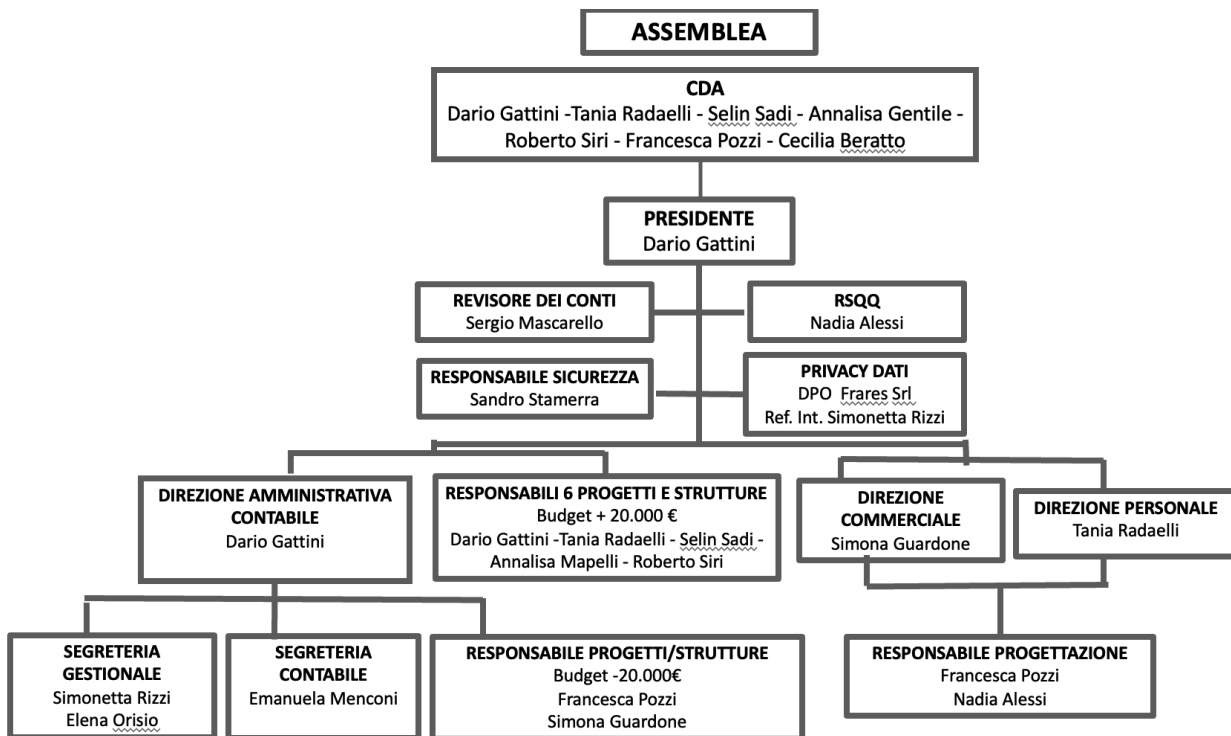 ASSEMBLEA
CDA
Dario Gattini -Tania Radaelli - Selin Sadi - Annalisa Gentile -
Roberto Siri - Francesca Pozzi - Cecilia Beratto
PRESIDENTE
Dario Gattini
REVISORE DEI CONTI
Sergio Mascarello
RSQQ
Nadia Alessi
RESPONSABILE SICUREZZA
Sandro Stamerra
PRIVACY DATI
DPO Frares Srl
Ref. Int. Simonetta Rizzi
DIREZIONE AMMINISTRATIVA
CONTABILE
Dario Gattini
RESPONSABILI 6 PROGETTI E STRUTTURE
Budget + 20.000 €
Dario Gattini -Tania Radaelli - Selin Sadi -
Annalisa Mapelli - Roberto Siri
DIREZIONE
COMMERCIALE
Simona Guardone
DIREZIONE PERSONALE
Tania Radaelli
SEGRETERIA
GESTIONALE
Simonetta Rizzi
Elena Orisio
SEGRETERIA
CONTABILE
Emanuela Menconi
RESPONSABILE PROGETTI/STRUTTURE
Budget -20.000€
Francesca Pozzi
Simona Guardone
RESPONSABILE PROGETTAZIONE
Francesca Pozzi
Nadia Alessi